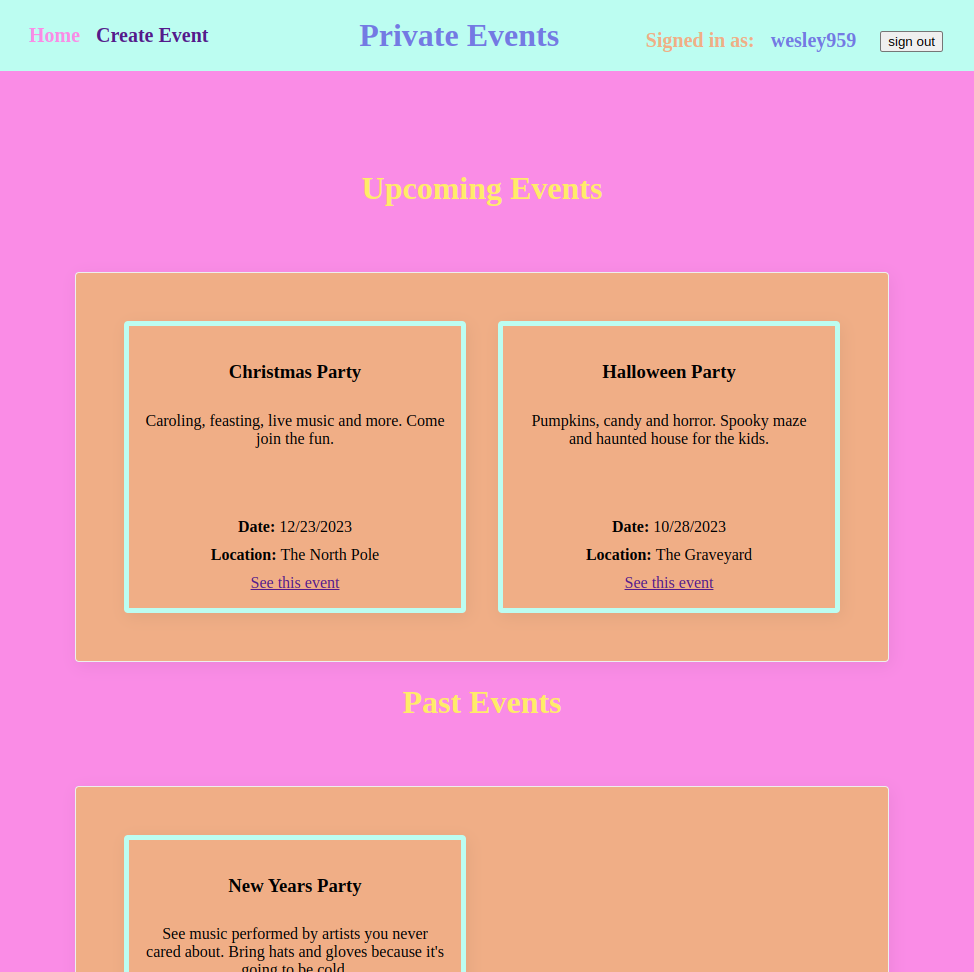 Home Create Event Private Events Signed in as: wesley959 sign out
Upcoming Events
Christmas Party
Caroling, feasting, live music and more. Come
join the fun.
Date: 12/23/2023
Location: The North Pole
See this event
Halloween Party
Pumpkins, candy and horror. Spooky maze
and haunted house for the kids.
Date: 10/28/2023
Location: The Graveyard
See this event
Past Events
New Years Party
See music performed by artists you never
cared about. Bring hats and gloves because it's
going to be cold